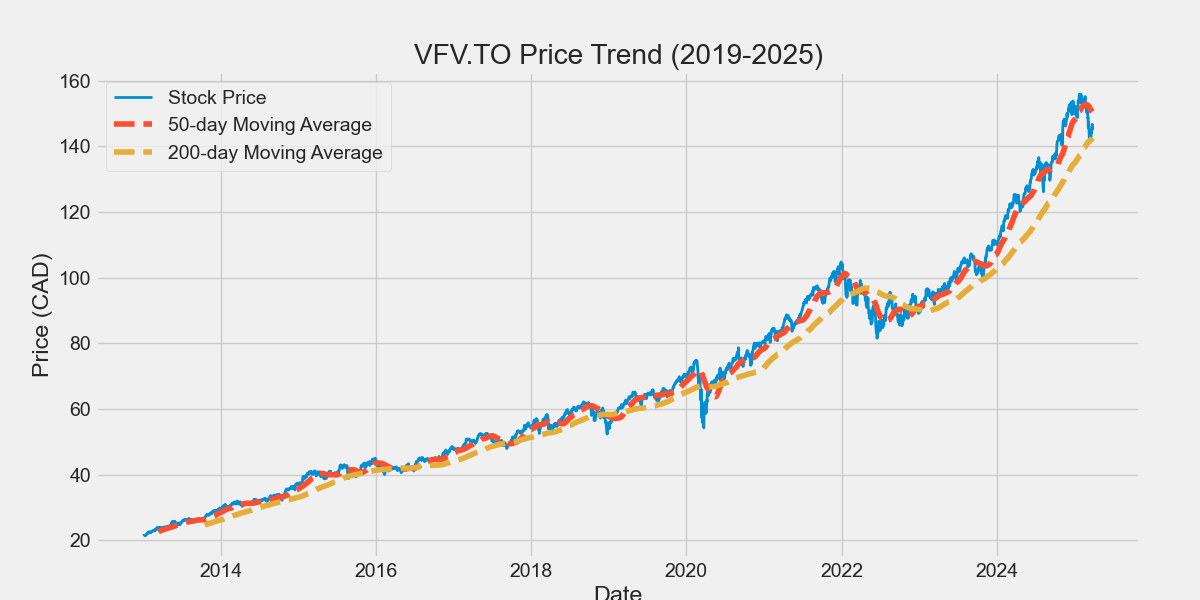 VFV.TO Price Trend (2019-2025)
160
140
120
100
80
60
40
20
Price (CAD)
Stock Price
50-day Moving Average
200-day Moving Average
2014 2016 2018 2020 2022 2024
Date